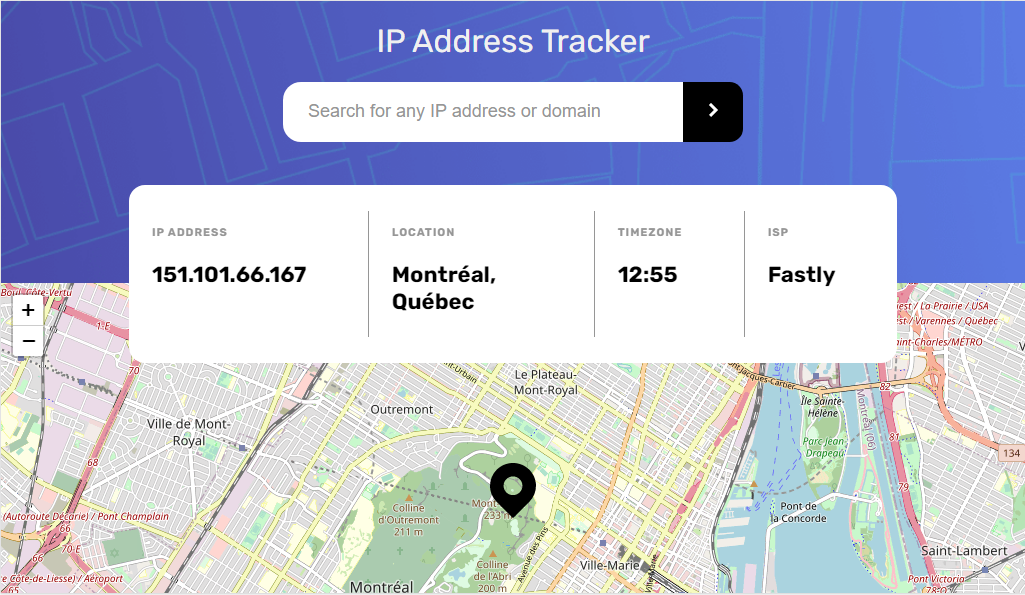 IP Address Tracker
Search for any IP address or domain
IP ADDRESS
LOCATION
TIMEZONE
ISP
151.101.66.167
Montréal,
Québec
12:55
Fastly
+
−
1-E
70
Le Plateau-
Mont-Royal
Outremont
Ville de Mont-
Royal
68
(Autoroute Décarie) / Pont Champlain
66
70-E
66
65
Colline
d'Outremont
211 m
Mont
233 m
Colline
de l'Abri
200 m
Avenue des Pins
Montréal
Ville-Marie
Jacques-Cartier
82
Île Sainte-
Hélène
Parc Jean-
Drapeau
Montréal (06)
81
79
134
Pont de
la Concorde
Saint-Lambert
Pont Victoria
78-O
est / La Prairie / USA
st / Varennes / Québec
aint-Charles/MÉTRO
e Côte-de-Liesse) / Aéroport